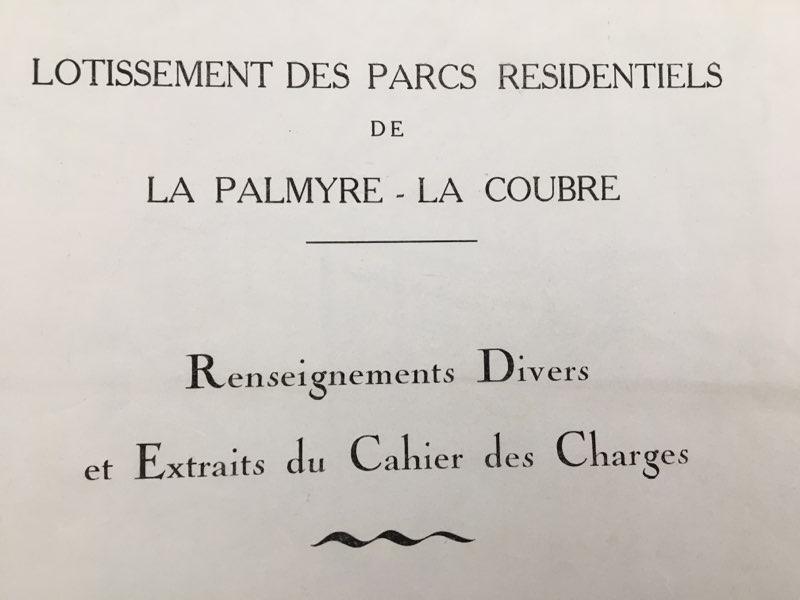 LOTISSEMENT DES PARCS RESIDENTIELS
DE
LA PALMYRE - LA COUBRE
Renseignements Divers
et Extraits du Cahier des Charges